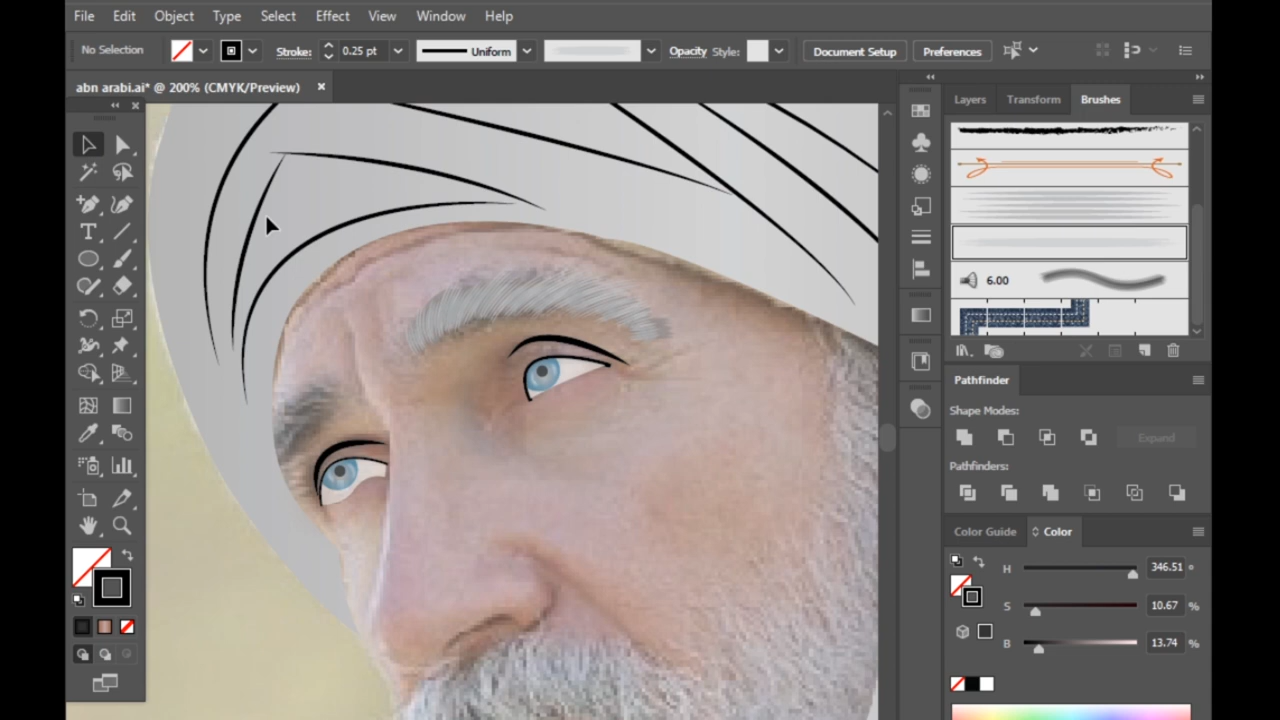 File Edit Object Type Select Effect View Window Help
No Selection Stroke: 0.25 pt Uniform Opacity Style: Document Setup Preferences
abn arabi.ai* @ 200% (CMYK/Preview) ×
Layers Transform Brushes
6.00
Pathfinder
Shape Modes:
Expand
Pathfinders:
Color Guide Color
H 346.51 °
S 10.67 %
B 13.74 %